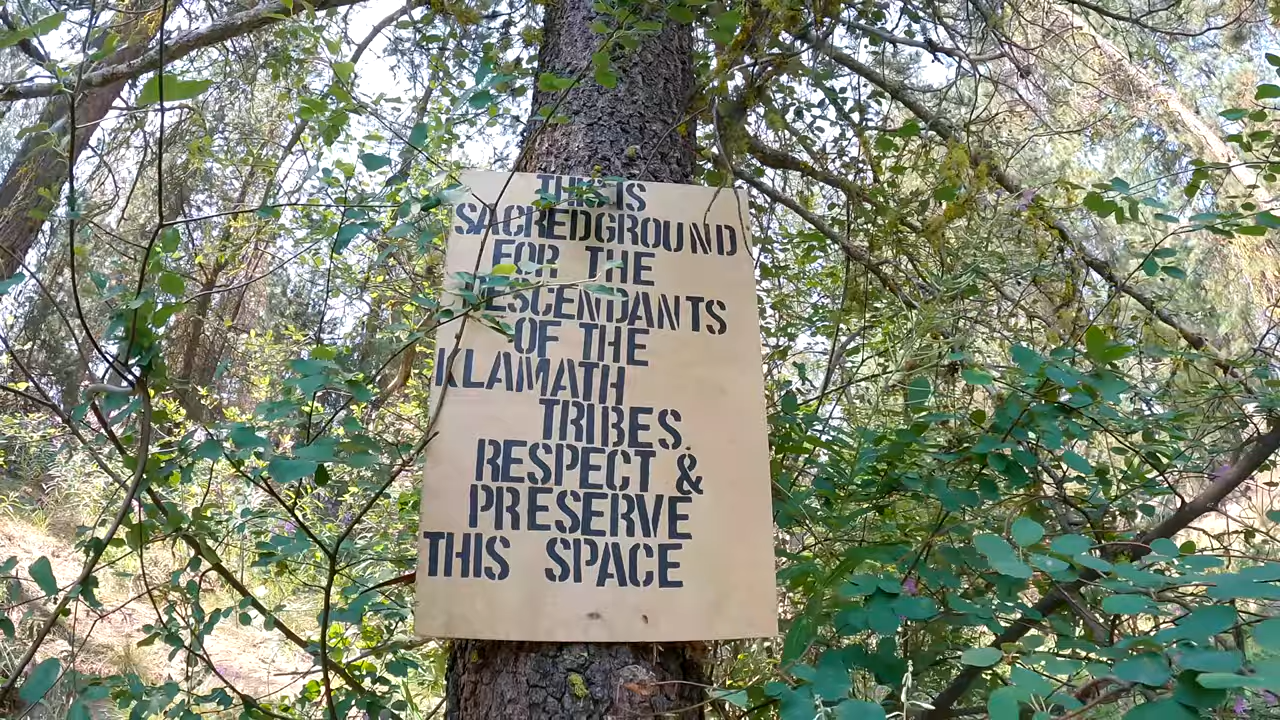 THIS IS
SACRED GROUND
FOR THE
DESCENDANTS
OF THE
KLAMATH
TRIBES.
RESPECT &
PRESERVE
THIS SPACE